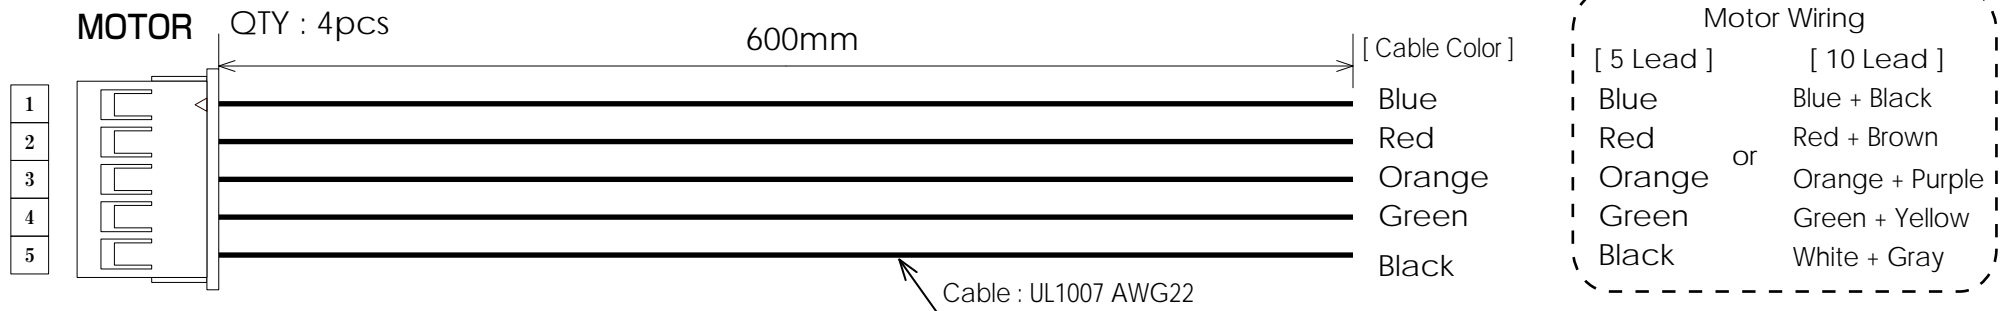 MOTOR QTY : 4pcs
600mm
[ Cable Color ]
1 Blue
2 Red
3 Orange
4 Green
5 Black
Cable : UL1007 AWG22
Motor Wiring
[ 5 Lead ] [ 10 Lead ]
Blue Blue + Black
Red Red + Brown
or
Orange Orange + Purple
Green Green + Yellow
Black White + Gray